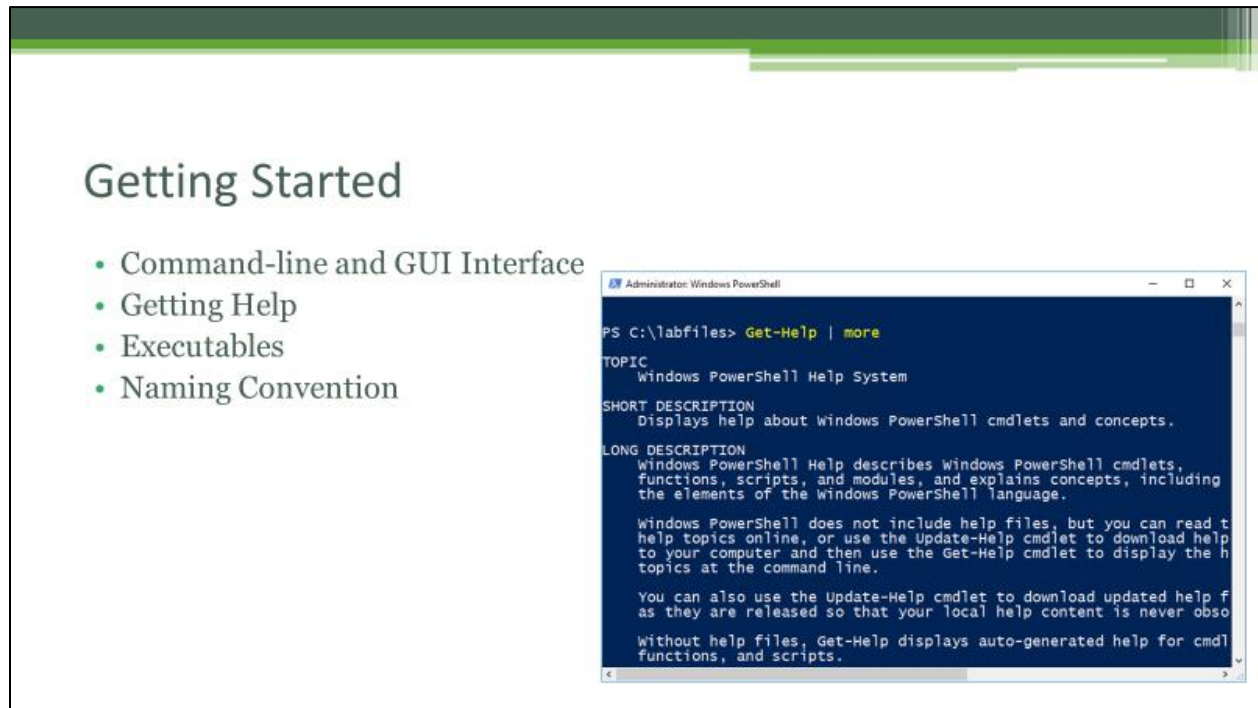 Getting Started
• Command-line and GUI Interface
• Getting Help
• Executables
• Naming Convention
Administrator: Windows PowerShell
PS C:\labfiles> Get-Help | more
TOPIC
Windows PowerShell Help System
SHORT DESCRIPTION
Displays help about Windows PowerShell cmdlets and concepts.
LONG DESCRIPTION
Windows PowerShell Help describes Windows PowerShell cmdlets,
functions, scripts, and modules, and explains concepts, including
the elements of the Windows PowerShell language.
Windows PowerShell does not include help files, but you can read t
help topics online, or use the Update-Help cmdlet to download help
to your computer and then use the Get-Help cmdlet to display the h
topics at the command line.
You can also use the Update-Help cmdlet to download updated help f
as they are released so that your local help content is never obso
Without help files, Get-Help displays auto-generated help for cmdl
functions, and scripts.